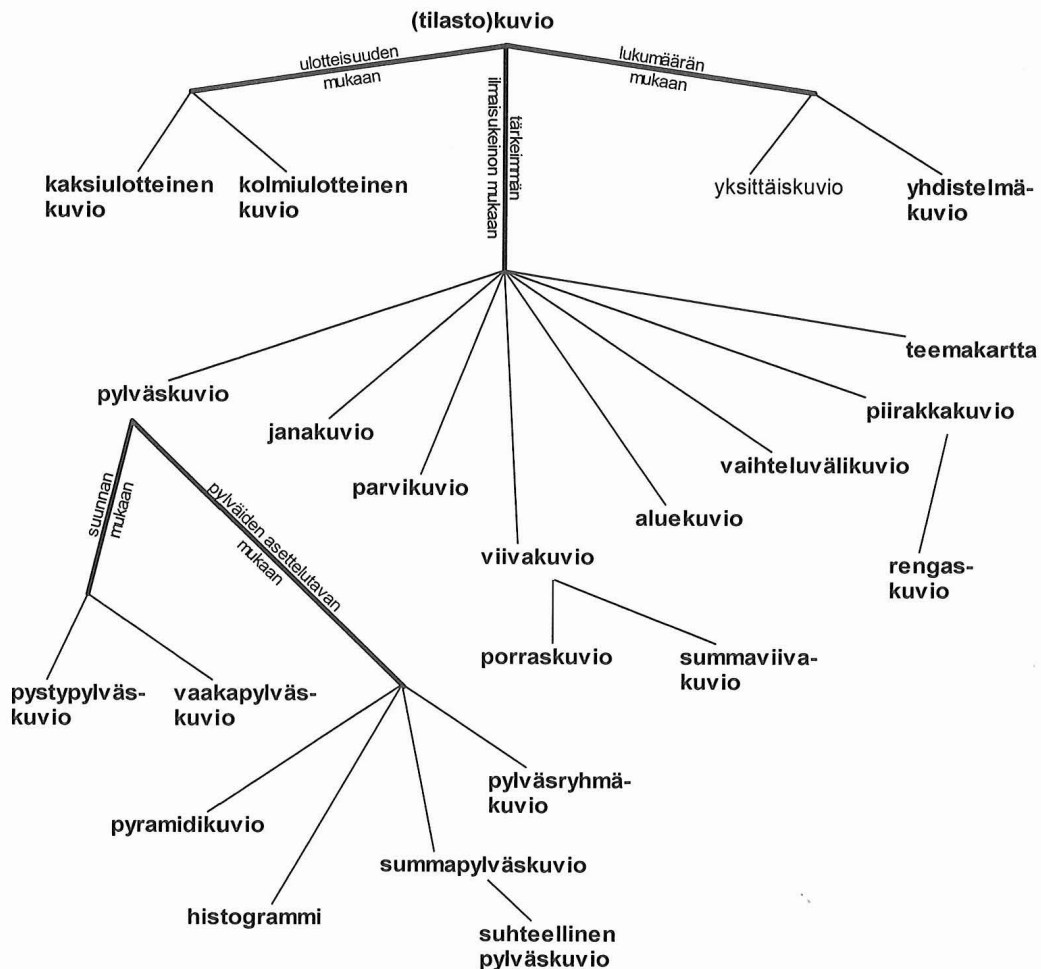 (tilasto)kuvio
ulotteisuuden
mukaan
lukumäärän
mukaan
tärkeimmän
ilmaisukeinon mukaan
kaksiulotteinen
kuvio
kolmiulotteinen
kuvio
yksittäiskuvio
yhdistelmä-
kuvio
teemakartta
pylväskuvio
piirakkakuvio
janakuvio
vaihteluvälikuvio
parvikuvio
aluekuvio
viivakuvio
rengas-
kuvio
suunnan
mukaan
pylväiden asettelutavan
mukaan
porraskuvio
summaviiva-
kuvio
pystypylväs-
kuvio
vaakapylväs-
kuvio
pylväsryhmä-
kuvio
pyramidikuvio
summapylväskuvio
histogrammi
suhteellinen
pylväskuvio